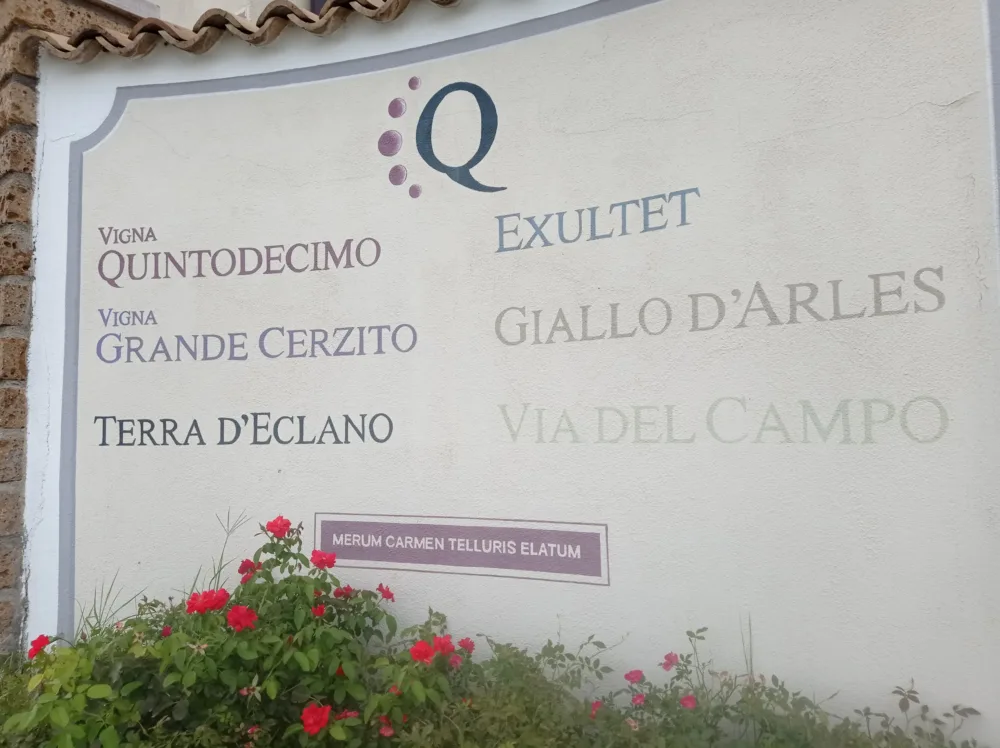 Q
VIGNA
QUINTODECIMO
VIGNA
GRANDE CERZITO
TERRA D'ECLANO
EXULTET
GIALLO D'ARLES
VIA DEL CAMPO
MERUM CARMEN TELLURIS ELATUM